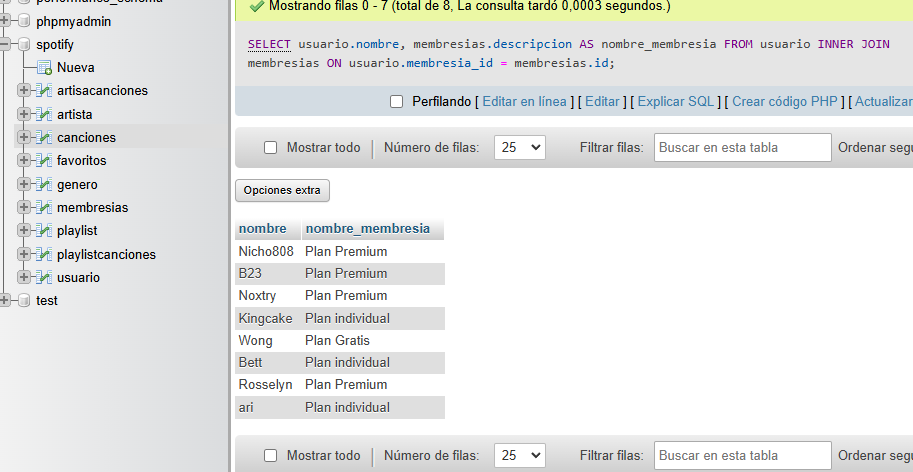 performance_schema
phpmyadmin
spotify
Nueva
artisacanciones
artista
canciones
favoritos
genero
membresias
playlist
playlistcanciones
usuario
test
Mostrando filas 0 - 7 (total de 8, La consulta tardó 0,0003 segundos.)
SELECT usuario.nombre, membresias.descripcion AS nombre_membresia FROM usuario INNER JOIN
membresias ON usuario.membresia_id = membresias.id;
Perfilando [ Editar en línea ] [ Editar ] [ Explicar SQL ] [ Crear código PHP ] [ Actualizar
Mostrar todo | Número de filas: 25 Filtrar filas: Buscar en esta tabla Ordenar segu
Opciones extra
nombre nombre_membresia
Nicho808 Plan Premium
B23 Plan Premium
Noxtry Plan Premium
Kingcake Plan individual
Wong Plan Gratis
Bett Plan individual
Rosselyn Plan Premium
ari Plan individual
Mostrar todo | Número de filas: 25 Filtrar filas: Buscar en esta tabla Ordenar segu